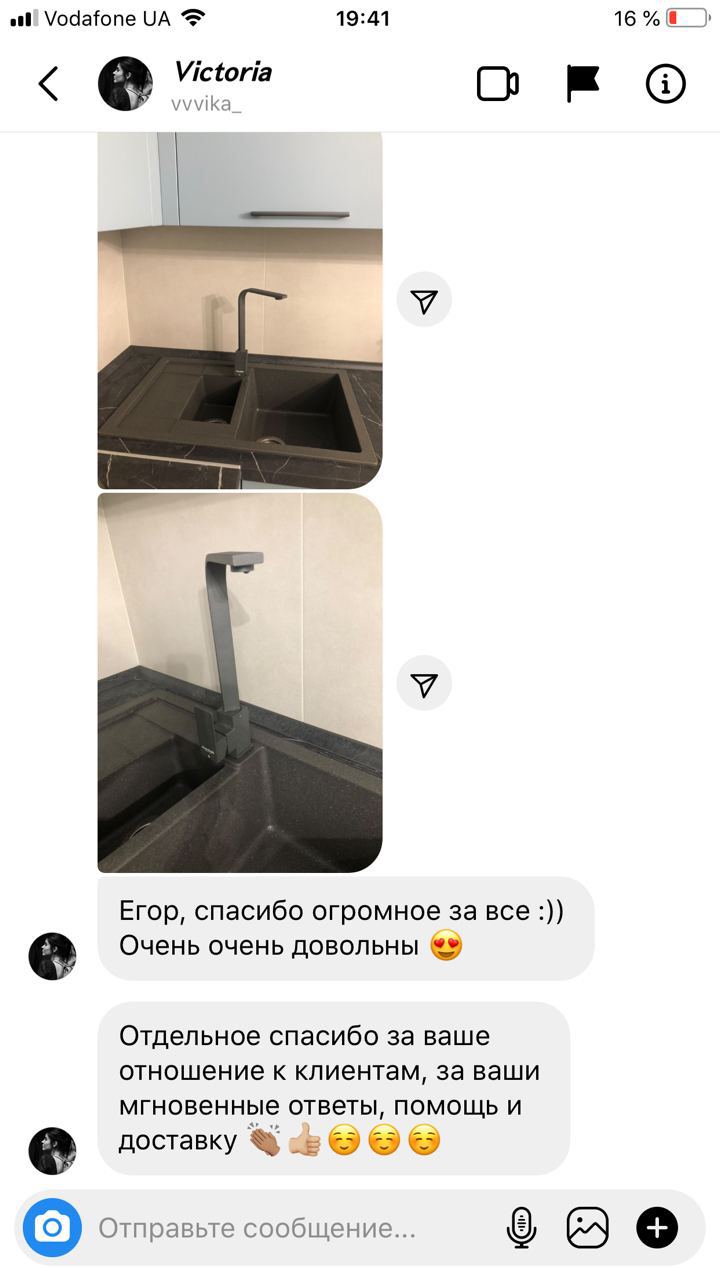 Vodafone UA 19:41 16 %
Victoria
vvvika_
Егор, спасибо огромное за все :))
Очень очень довольны 😍
Отдельное спасибо за ваше
отношение к клиентам, за ваши
мгновенные ответы, помощь и
доставку 👏🏽👍🏼☺️☺️☺️
Отправьте сообщение...